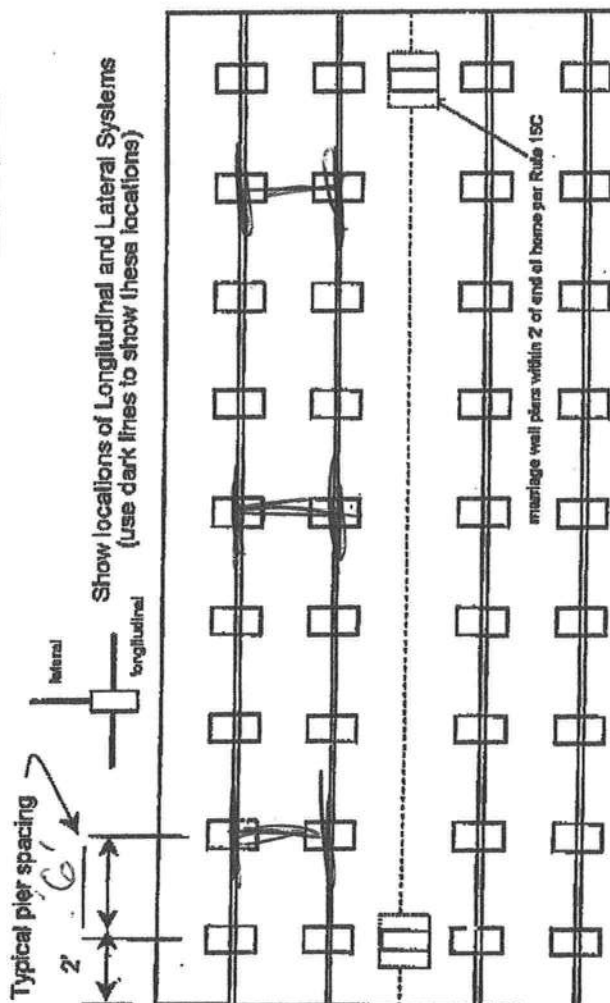 Typical pier spacing
6'
2'
lateral
longitudinal
Show locations of Longitudinal and Lateral Systems
(use dark lines to show these locations)
marriage wall piers within 2' of end of home per Rule 15C